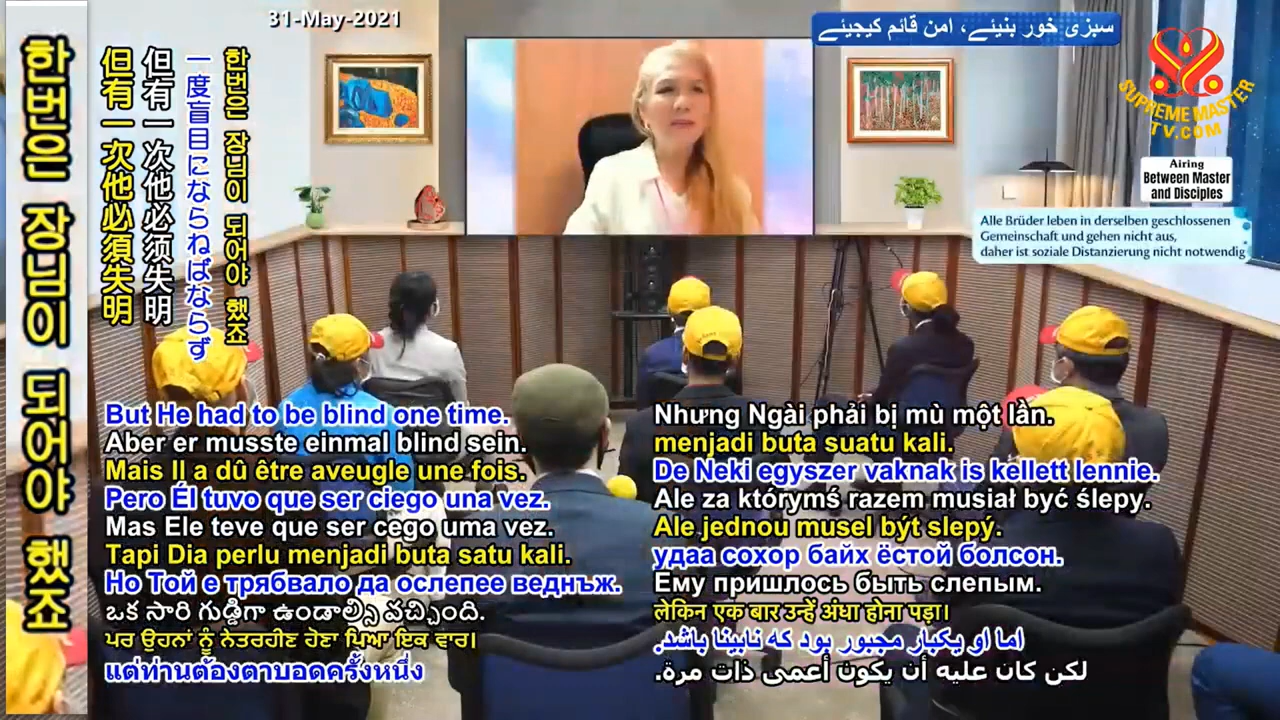 31-May-2021
سبزی خور بنیئے، امن قائم کیجیئے
SUPREME MASTER
TV.COM
Airing
Between Master
and Disciples
Alle Brüder leben in derselben geschlossenen
Gemeinschaft und gehen nicht aus,
daher ist soziale Distanzierung nicht notwendig
한번은 장님이 되어야 했죠
한번은 장님이 되어야 했죠
一度盲目にならねばならず
但有一次他必须失明
但有一次他必須失明
But He had to be blind one time.
Aber er musste einmal blind sein.
Mais Il a dû être aveugle une fois.
Pero Él tuvo que ser ciego una vez.
Mas Ele teve que ser cego uma vez.
Tapi Dia perlu menjadi buta satu kali.
Но Той е трябвало да ослепее веднъж.
ఒక సారి గుడ్డిగా ఉండాల్సి వచ్చింది.
ਪਰ ਉਹਨਾਂ ਨੂੰ ਨੇਤਰਹੀਣ ਹੋਣਾ ਪਿਆ ਇਕ ਵਾਰ।
แต่ท่านต้องตาบอดครั้งหนึ่ง
Nhưng Ngài phải bị mù một lần.
menjadi buta suatu kali.
De Neki egyszer vaknak is kellett lennie.
Ale za którymś razem musiał być ślepy.
Ale jednou musel být slepý.
удаа сохор байх ёстой болсон.
Ему пришлось быть слепым.
लेकिन एक बार उन्हें अंधा होना पड़ा।
اما او یکبار مجبور بود که نابینا باشد.
لكن كان عليه أن يكون أعمى ذات مرة.